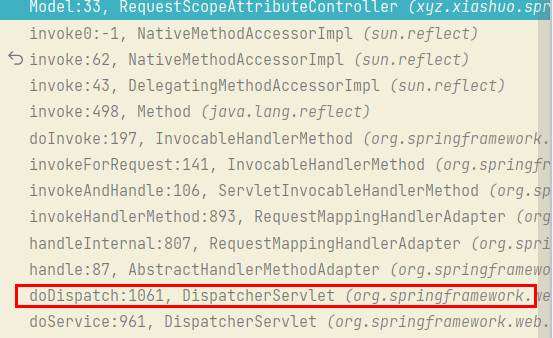 Model:33, RequestScopeAttributeController (xyz.xiashuo.spr
invoke0:-1, NativeMethodAccessorImpl (sun.reflect)
invoke:62, NativeMethodAccessorImpl (sun.reflect)
invoke:43, DelegatingMethodAccessorImpl (sun.reflect)
invoke:498, Method (java.lang.reflect)
doInvoke:197, InvocableHandlerMethod (org.springframework.
invokeForRequest:141, InvocableHandlerMethod (org.springfr
invokeAndHandle:106, ServletInvocableHandlerMethod (org.sp
invokeHandlerMethod:893, RequestMappingHandlerAdapter (org
handleInternal:807, RequestMappingHandlerAdapter (org.spri
handle:87, AbstractHandlerMethodAdapter (org.springframewo
doDispatch:1061, DispatcherServlet (org.springframework.we
doService:961, DispatcherServlet (org.springframework.web.